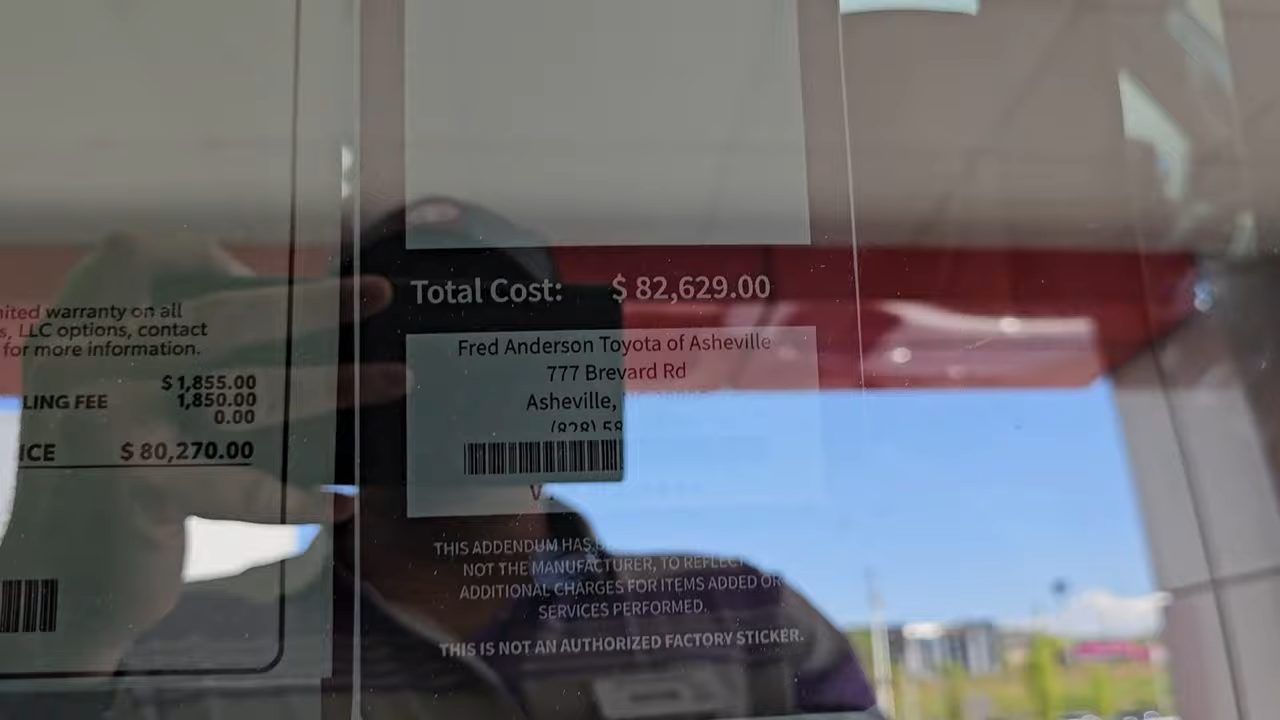 nited warranty on all
s, LLC options, contact
for more information.
$ 1,855.00
LING FEE 1,850.00
0.00
ICE $ 80,270.00
Total Cost: $ 82,629.00
Fred Anderson Toyota of Asheville
777 Brevard Rd
Asheville,
(828) 58
V
THIS ADDENDUM HAS
NOT THE MANUFACTURER, TO REFLECT
ADDITIONAL CHARGES FOR ITEMS ADDED OR
SERVICES PERFORMED.
THIS IS NOT AN AUTHORIZED FACTORY STICKER.